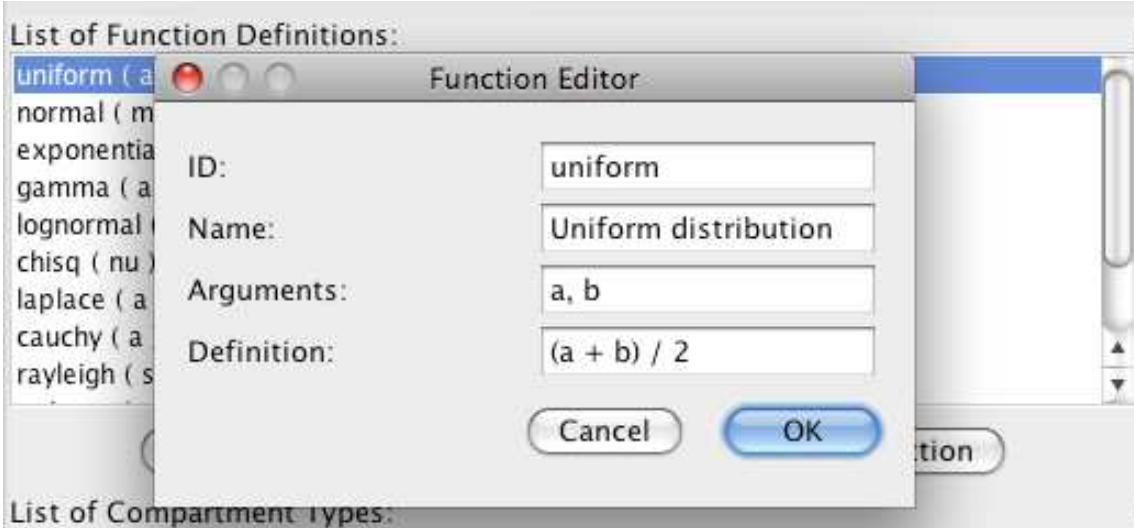 List of Function Definitions:
uniform ( a
normal ( m
exponentia
gamma ( a
lognormal (
chisq ( nu )
laplace ( a
cauchy ( a
rayleigh ( s
Function Editor
ID: uniform
Name: Uniform distribution
Arguments: a, b
Definition: (a + b) / 2
Cancel OK
ction
List of Compartment Types: